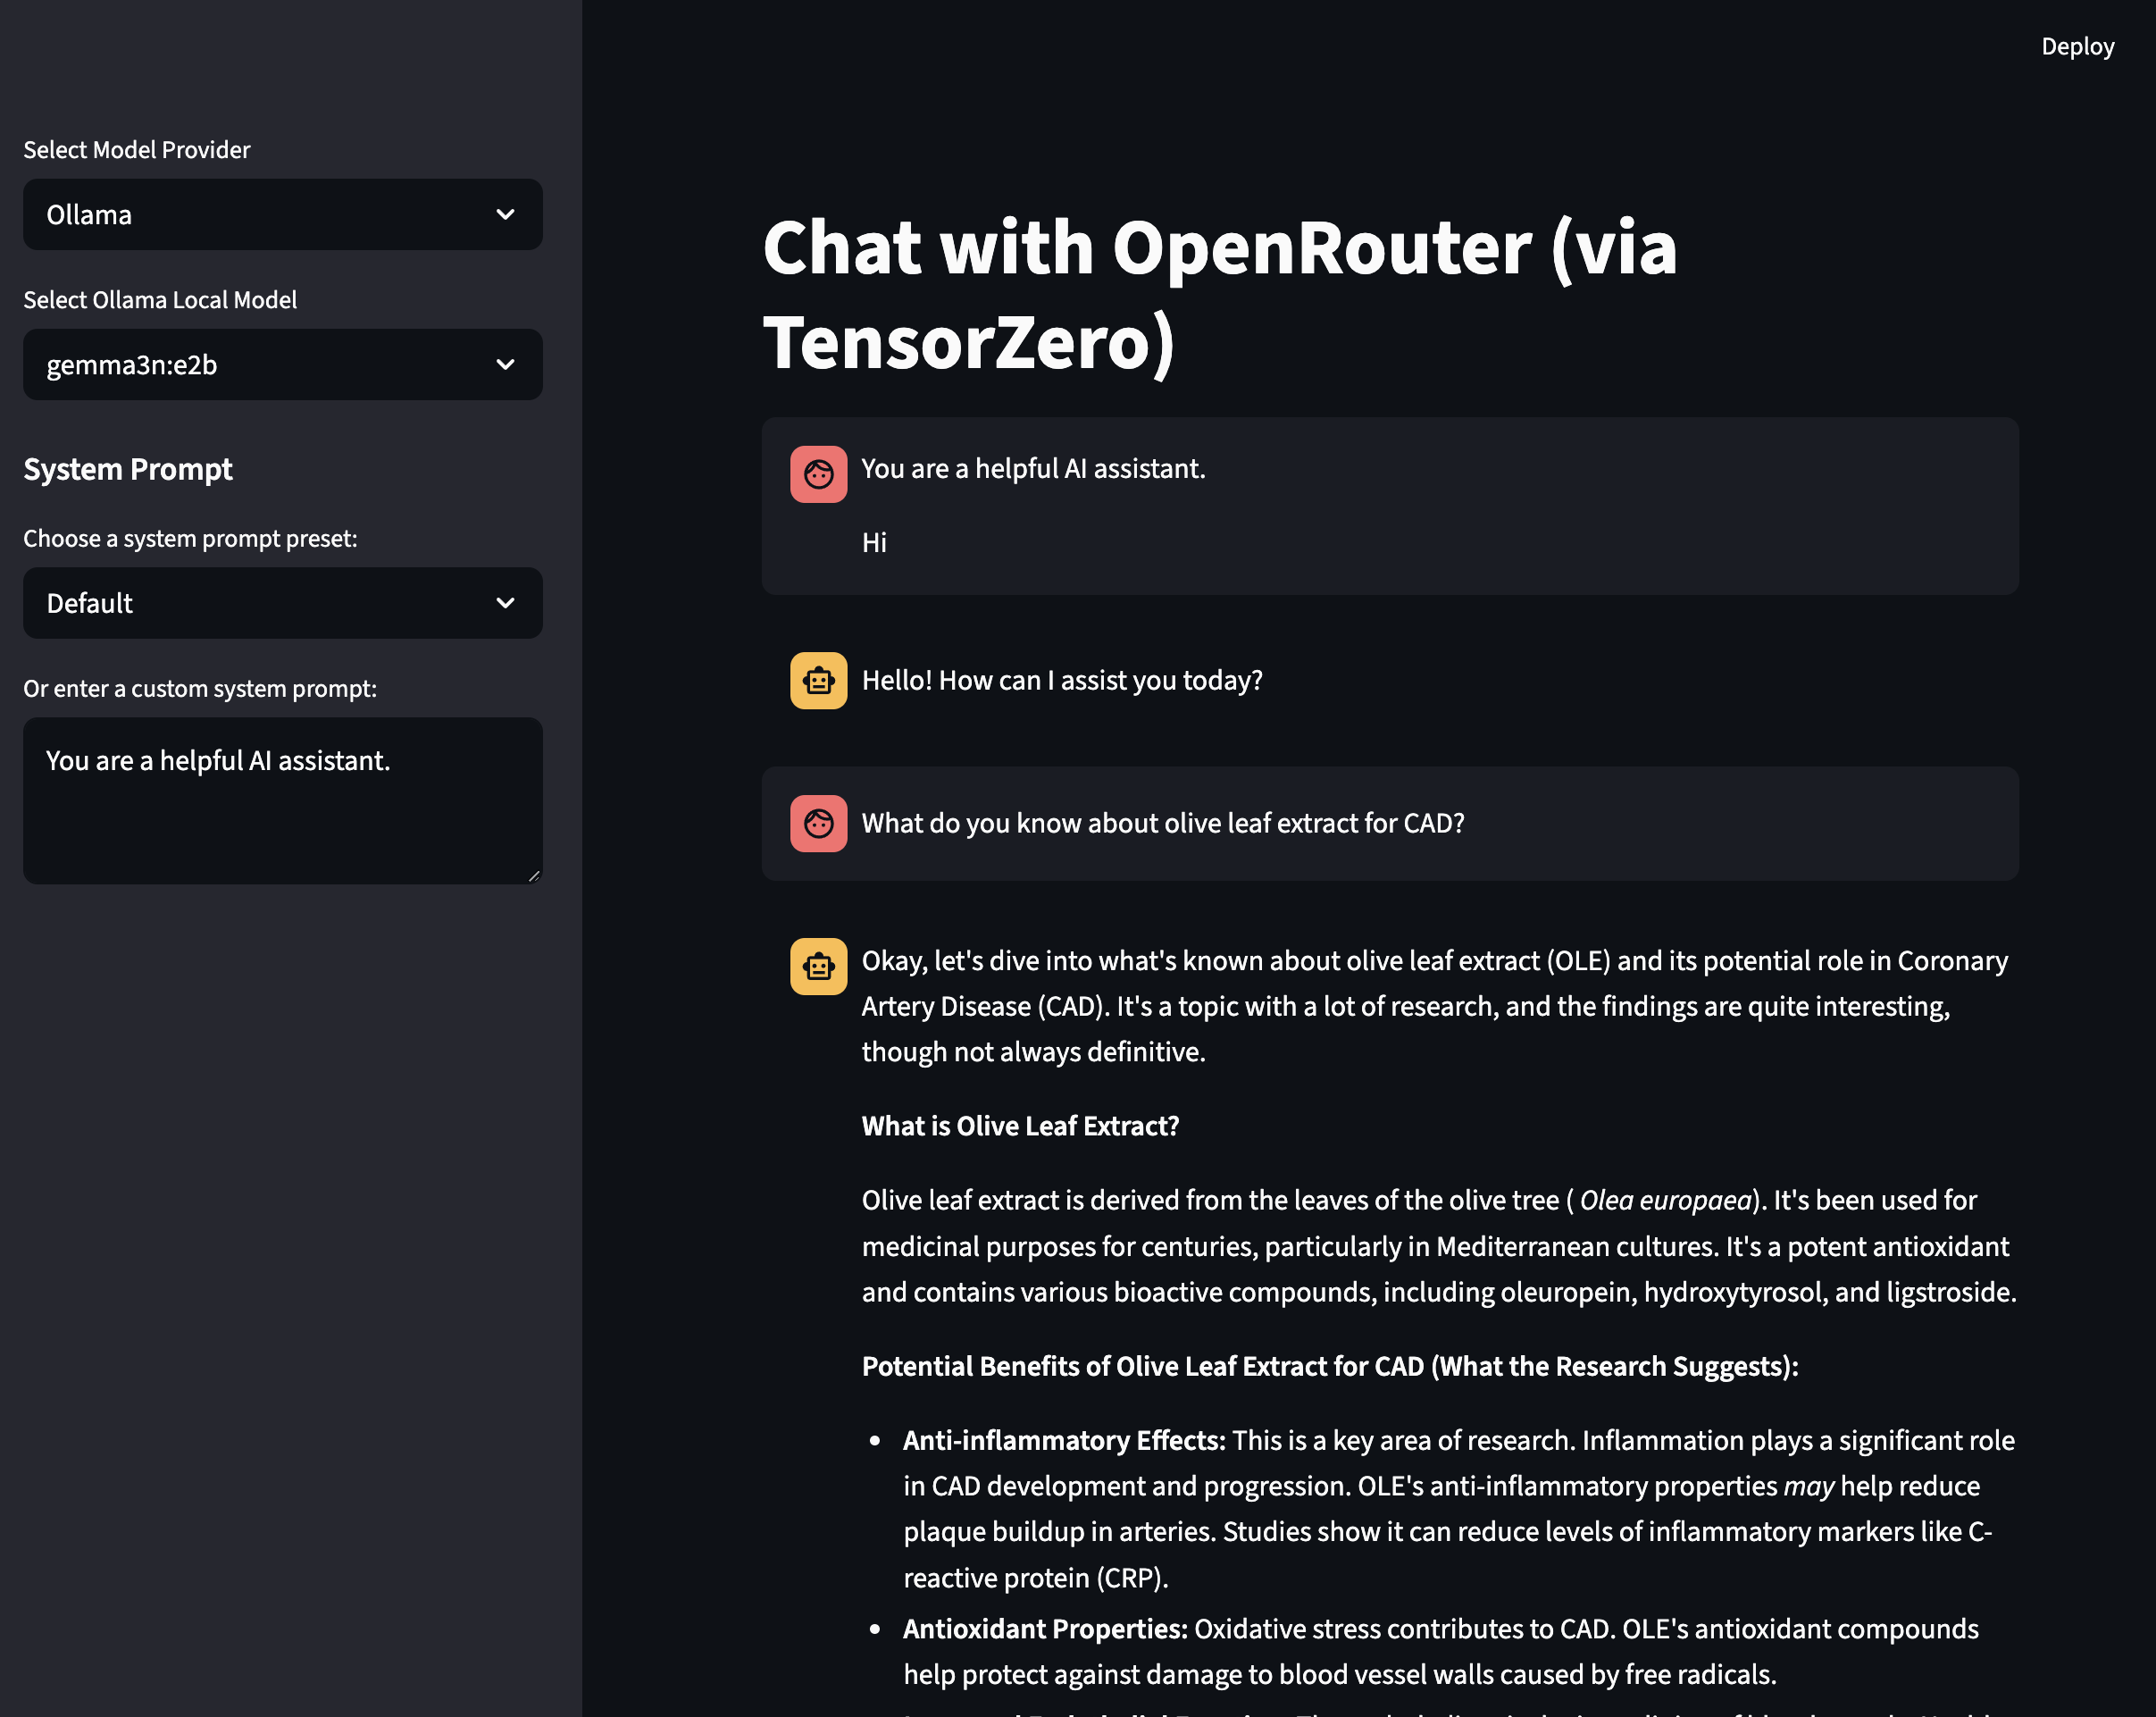 Deploy
Select Model Provider
Ollama
Select Ollama Local Model
gemma3n:e2b
System Prompt
Choose a system prompt preset:
Default
Or enter a custom system prompt:
You are a helpful AI assistant.
Chat with OpenRouter (via
TensorZero)
You are a helpful AI assistant.
Hi
Hello! How can I assist you today?
What do you know about olive leaf extract for CAD?
Okay, let's dive into what's known about olive leaf extract (OLE) and its potential role in Coronary
Artery Disease (CAD). It's a topic with a lot of research, and the findings are quite interesting,
though not always definitive.
What is Olive Leaf Extract?
Olive leaf extract is derived from the leaves of the olive tree ( Olea europaea). It's been used for
medicinal purposes for centuries, particularly in Mediterranean cultures. It's a potent antioxidant
and contains various bioactive compounds, including oleuropein, hydroxytyrosol, and ligstroside.
Potential Benefits of Olive Leaf Extract for CAD (What the Research Suggests):
• Anti-inflammatory Effects: This is a key area of research. Inflammation plays a significant role
in CAD development and progression. OLE's anti-inflammatory properties may help reduce
plaque buildup in arteries. Studies show it can reduce levels of inflammatory markers like C-
reactive protein (CRP).
• Antioxidant Properties: Oxidative stress contributes to CAD. OLE's antioxidant compounds
help protect against damage to blood vessel walls caused by free radicals.